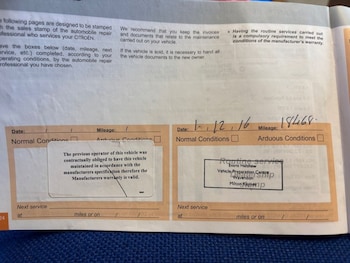 following pages are designed to be stamped
the sales stamp of the automobile repair
professional who services your CITROËN.
ave the boxes below (date, mileage, next
service, etc.) completed, according to your
operating conditions, by the automobile repair
professional you have chosen.
We recommend that you keep the invoices
and documents that relate to the maintenance
carried out on your vehicle.
If the vehicle is sold, it is necessary to hand all
the vehicle documents to the new owner.
Having the routine services carried out
is a compulsory requirement to meet the
conditions of the manufacturer's warranty.
Date:
Mileage:
Normal Conditions
Arduous Conditions
The previous operator of this vehicle was
contractually obliged to have this vehicle
maintained in accordance with the
manufacturers specification therefore the
Manufacturers warranty is valid.
Next service
at
miles or on
Date: 1.12.16
Mileage:
Normal Conditions
Arduous Conditions
Routine service
Vehicle Preparation Centre
Next service
at
miles or on